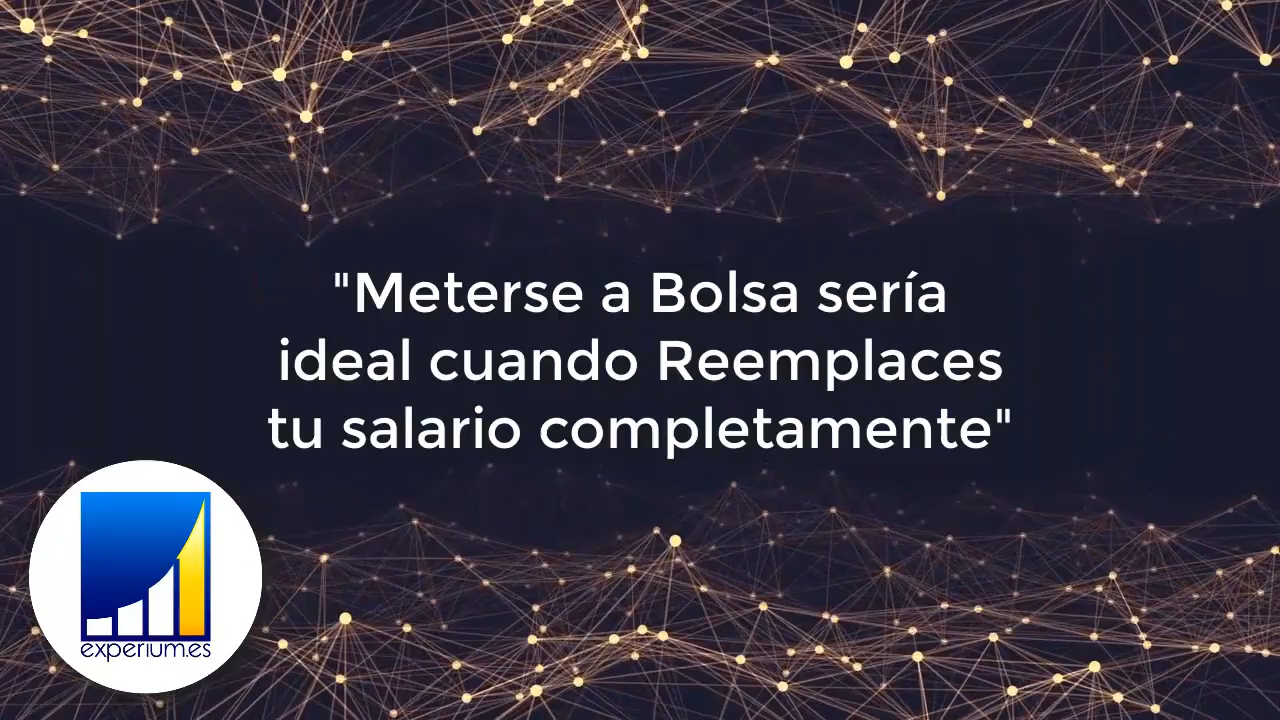 "Meterse a Bolsa sería
ideal cuando Reemplaces
tu salario completamente"
experium.es